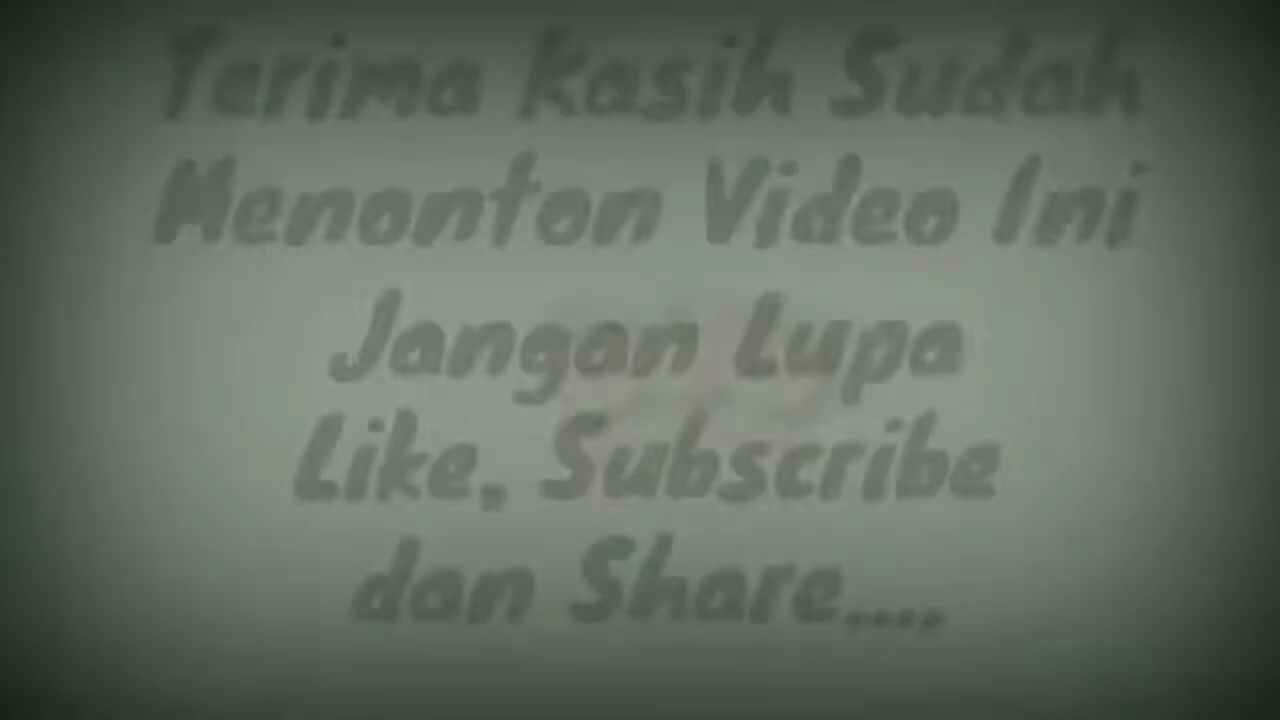 Terima Kasih Sudah
Menonton Video Ini
Jangan Lupa
Like, Subscribe
dan Share....